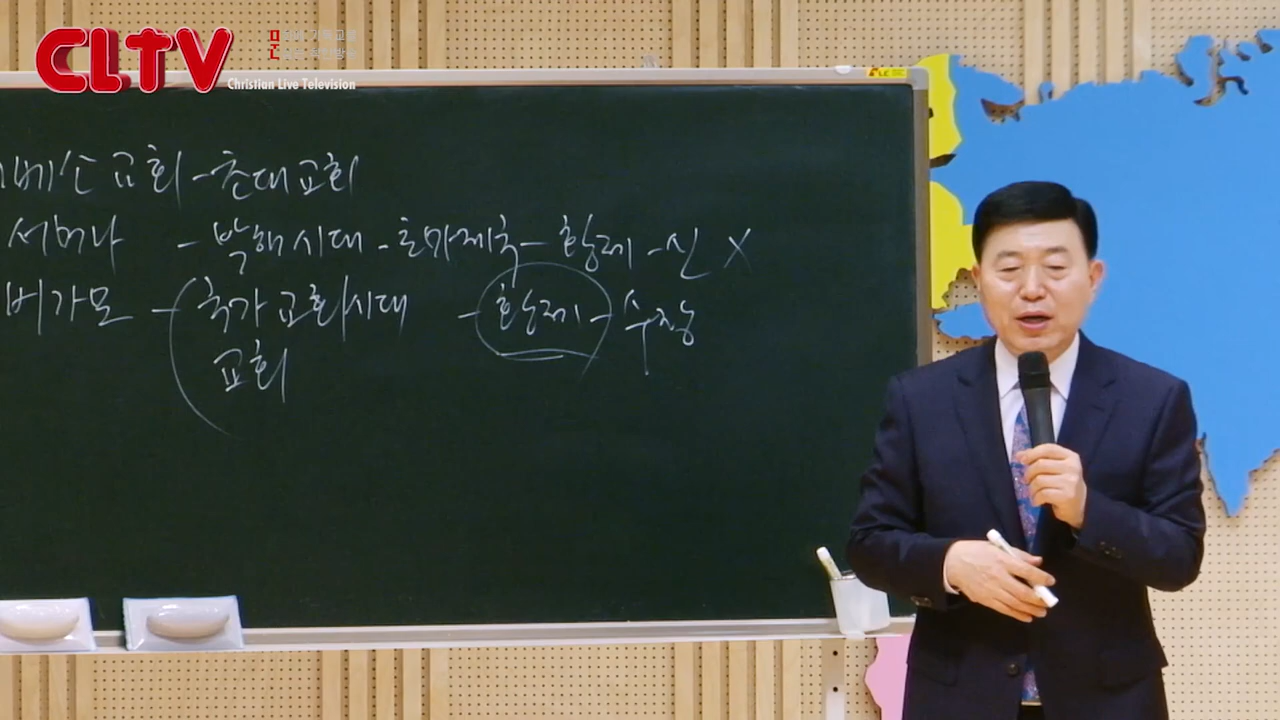 CLTV
Christian Live Television
베소교회 - 초대교회
서머나 - 박해시대 - 로마제국 - 황제 - 신 X
버가모 - 국가교회시대 - 황제 - 수장
교회